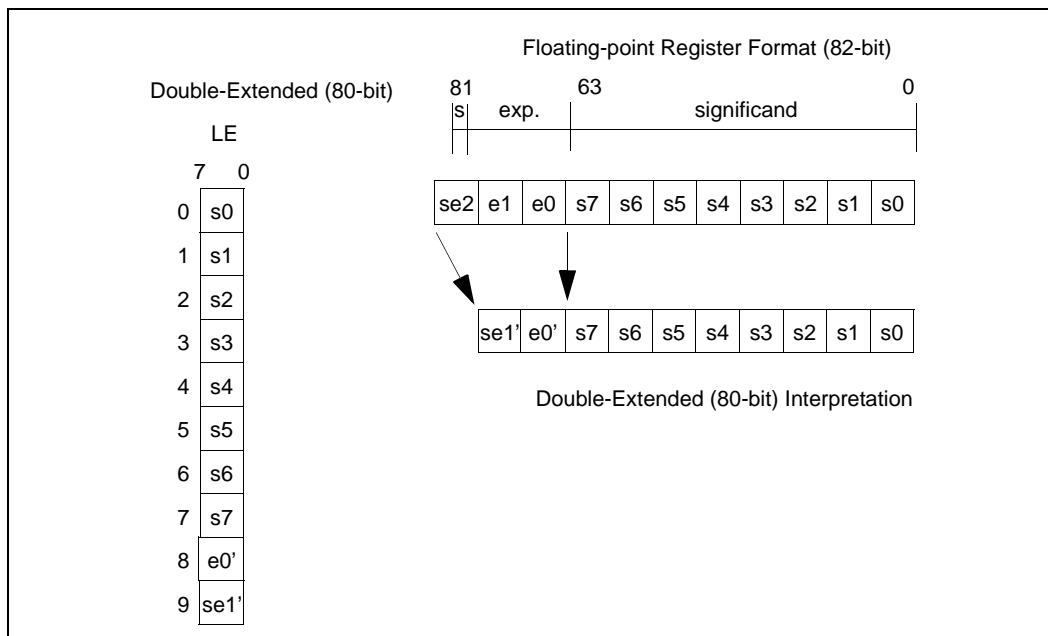 Floating-point Register Format (82-bit)
Double-Extended (80-bit)
81 63 0
s exp. significand
LE
7 0
se2 e1 e0 s7 s6 s5 s4 s3 s2 s1 s0
se1' e0' s7 s6 s5 s4 s3 s2 s1 s0
Double-Extended (80-bit) Interpretation
0 s0
1 s1
2 s2
3 s3
4 s4
5 s5
6 s6
7 s7
8 e0'
9 se1'